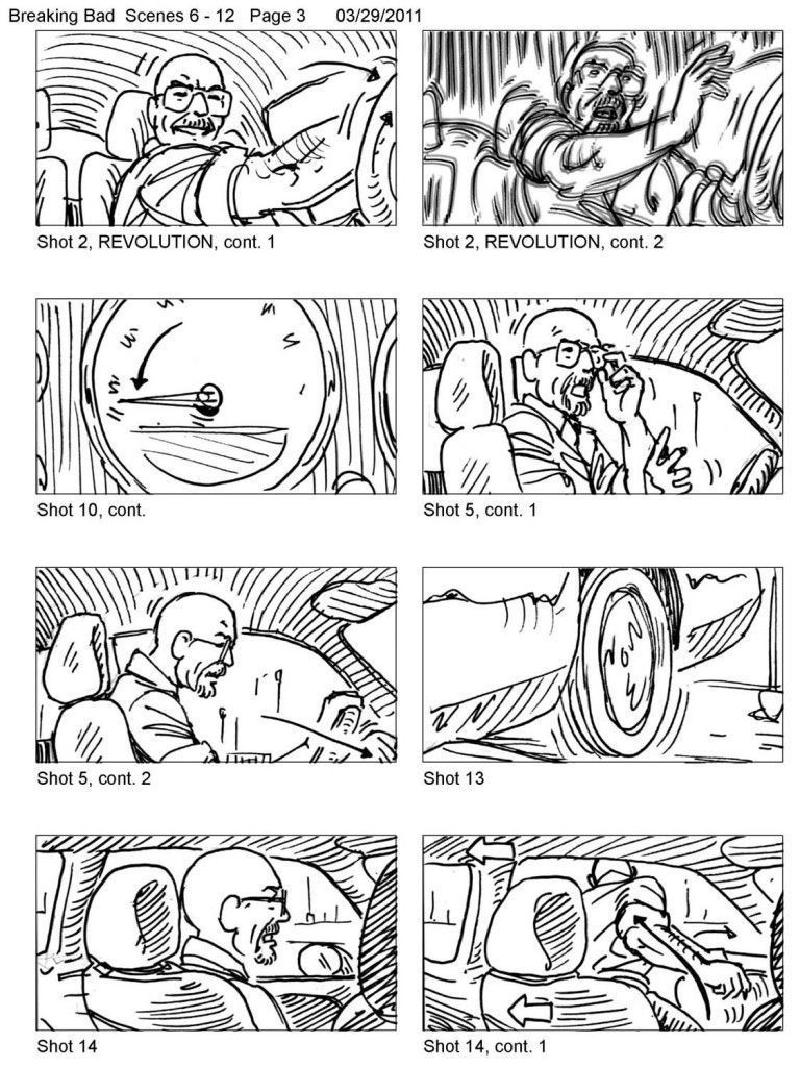 Breaking Bad Scenes 6 - 12 Page 3 03/29/2011
Shot 2, REVOLUTION, cont. 1
Shot 2, REVOLUTION, cont. 2
Shot 10, cont.
Shot 5, cont. 1
Shot 5, cont. 2
Shot 13
Shot 14
Shot 14, cont. 1